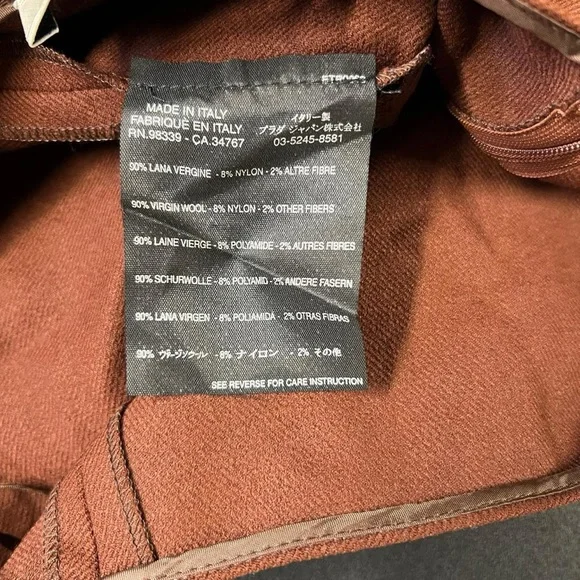 MADE IN ITALY
FABRIQUE EN ITALY
RN.98339 - CA.34767
イタリー製
プラダ ジャパン株式会社
03-5245-8581
90% LANA VERGINE - 8% NYLON - 2% ALTRE FIBRE
90% VIRGIN WOOL - 8% NYLON - 2% OTHER FIBERS
90% LAINE VIERGE - 8% POLYAMIDE - 2% AUTRES FIBRES
90% SCHURWOLLE - 8% POLYAMID - 2% ANDERE FASERN
90% LANA VIRGEN - 8% POLIAMIDA - 2% OTRAS FIBRAS
90% ヴァージンウール - 8% ナイロン - 2% その他
SEE REVERSE FOR CARE INSTRUCTION